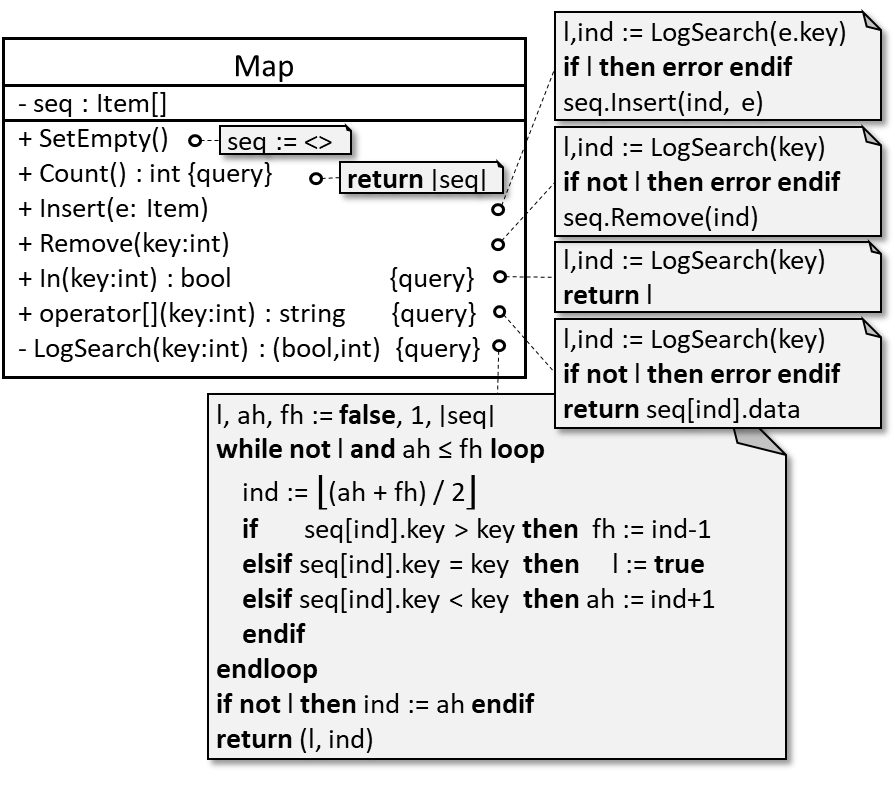 Map
- seq : Item[]
+ SetEmpty()
seq := <>
+ Count() : int {query}
return |seq|
+ Insert(e: Item)
+ Remove(key:int)
+ In(key:int) : bool {query}
+ operator[](key:int) : string {query}
- LogSearch(key:int) : (bool,int) {query}
l,ind := LogSearch(e.key)
if l then error endif
seq.Insert(ind, e)
l,ind := LogSearch(key)
if not l then error endif
seq.Remove(ind)
l,ind := LogSearch(key)
return l
l,ind := LogSearch(key)
if not l then error endif
return seq[ind].data
l, ah, fh := false, 1, |seq|
while not l and ah ≤ fh loop
ind := ⌊(ah + fh) / 2⌋
if seq[ind].key > key then fh := ind-1
elsif seq[ind].key = key then l := true
elsif seq[ind].key < key then ah := ind+1
endif
endloop
if not l then ind := ah endif
return (l, ind)